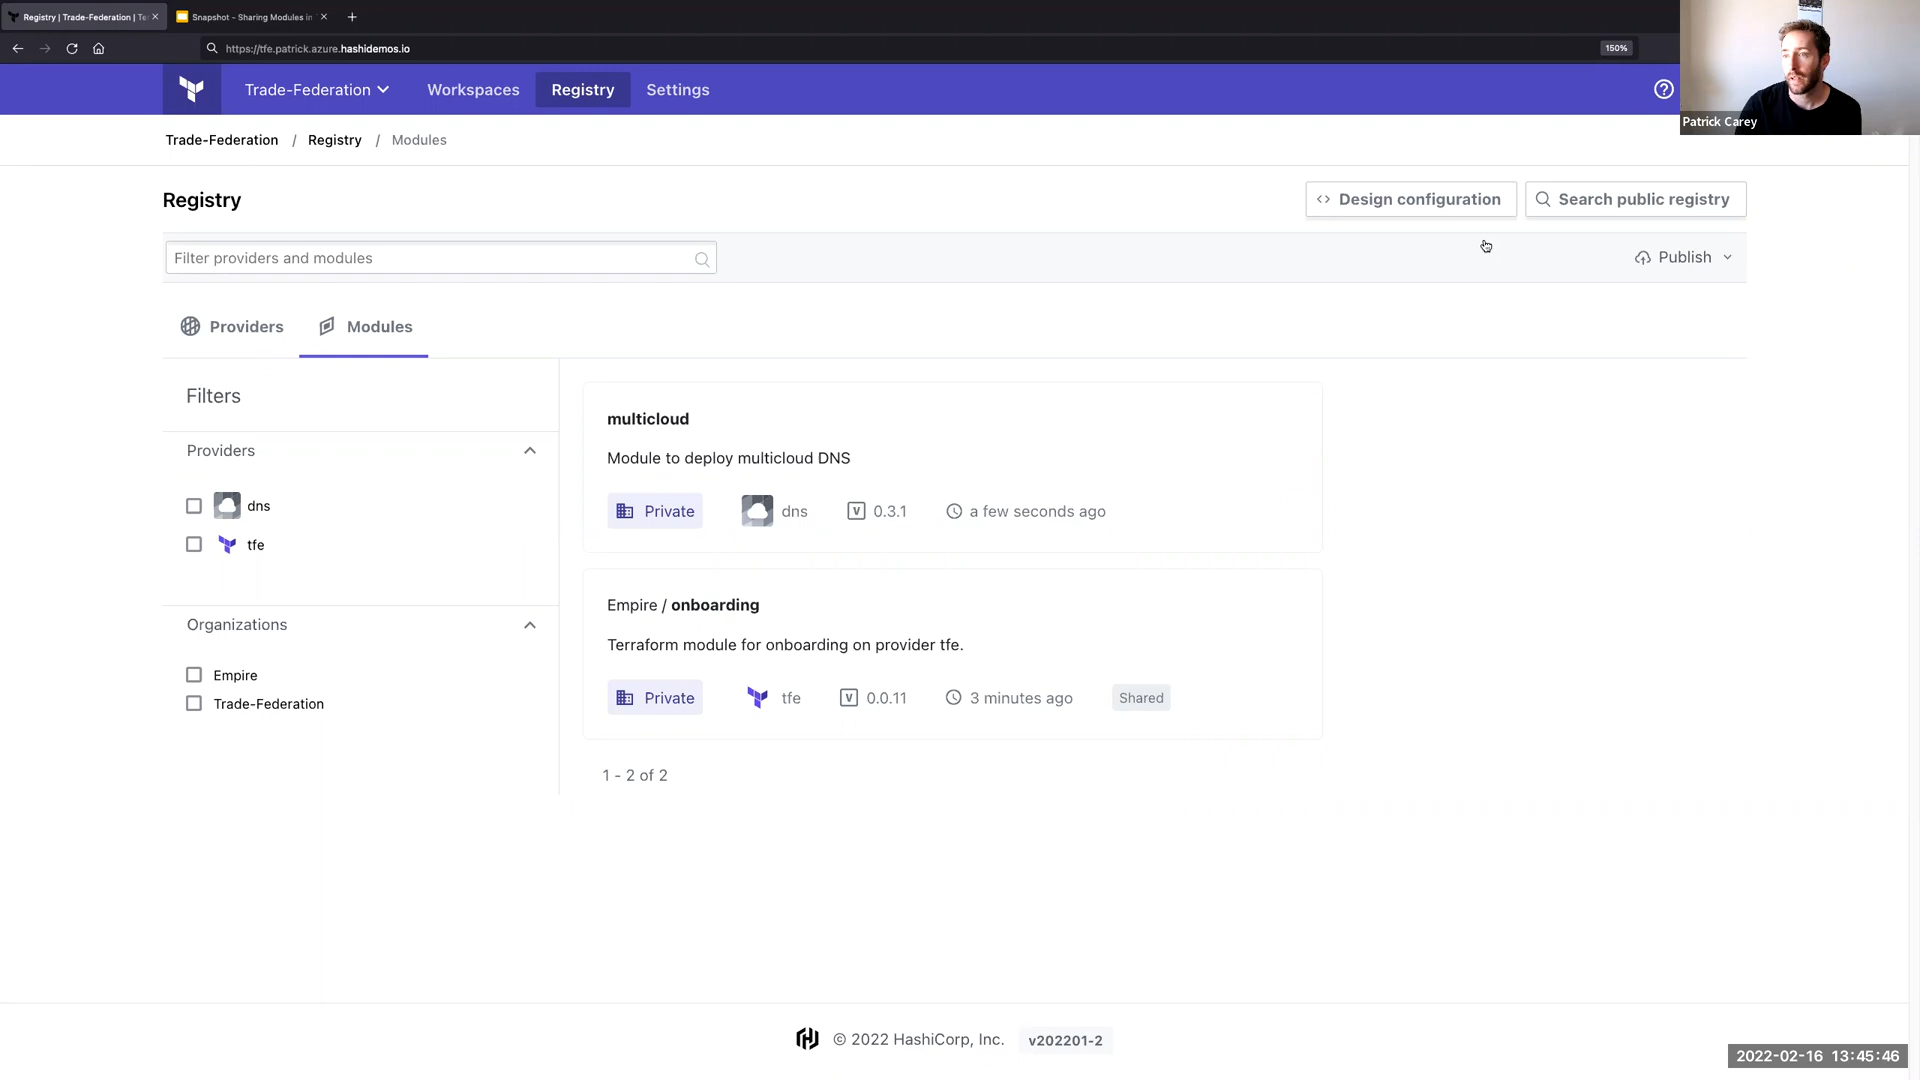 Registry | Trade-Federation | Te
Snapshot - Sharing Modules in
https://tfe.patrick.azure.hashidemos.io
150%
Trade-Federation
Workspaces
Registry
Settings
Patrick Carey
Trade-Federation / Registry / Modules
Registry
Design configuration
Search public registry
Filter providers and modules
Publish
Providers
Modules
Filters
Providers
dns
tfe
Organizations
Empire
Trade-Federation
multicloud
Module to deploy multicloud DNS
Private
dns
V 0.3.1
a few seconds ago
Empire / onboarding
Terraform module for onboarding on provider tfe.
Private
tfe
V 0.0.11
3 minutes ago
Shared
1 - 2 of 2
© 2022 HashiCorp, Inc.
v202201-2
2022-02-16 13:45:46